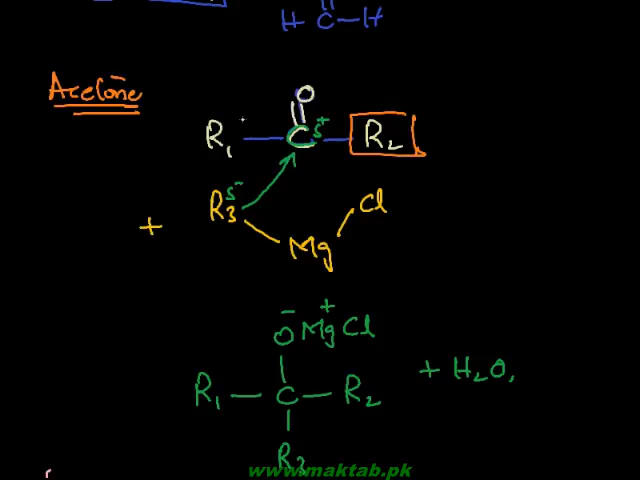 H C H
Acetone
O
R1 C δ+ R2
R3 δ-
+ Mg Cl
O- Mg+ Cl
R1 C R2 + H2O,
R3
www.maktab.pk